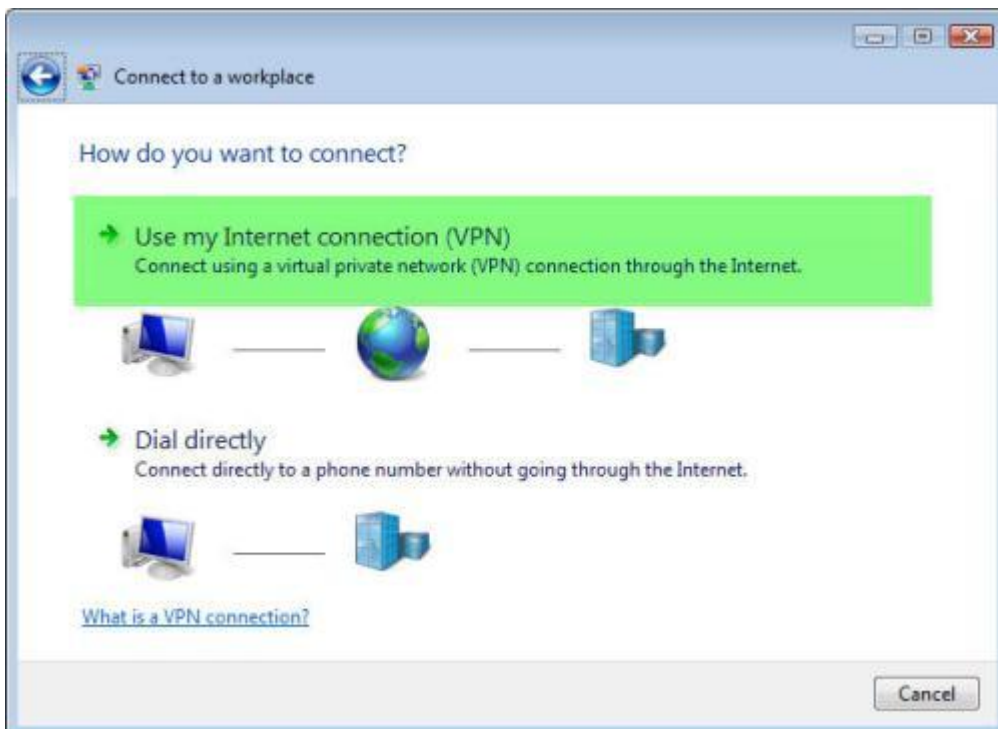 Connect to a workplace
How do you want to connect?
Use my Internet connection (VPN)
Connect using a virtual private network (VPN) connection through the Internet.
Dial directly
Connect directly to a phone number without going through the Internet.
What is a VPN connection?
Cancel